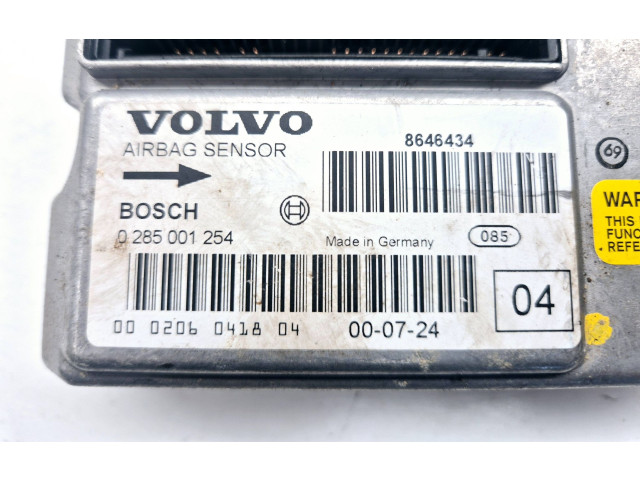 VOLVO
8646434
AIRBAG SENSOR
69
BOSCH
0 285 001 254
Made in Germany
085
WAR
THIS
FUNC
REFE
04
00 0206 0418 04
00-07-24